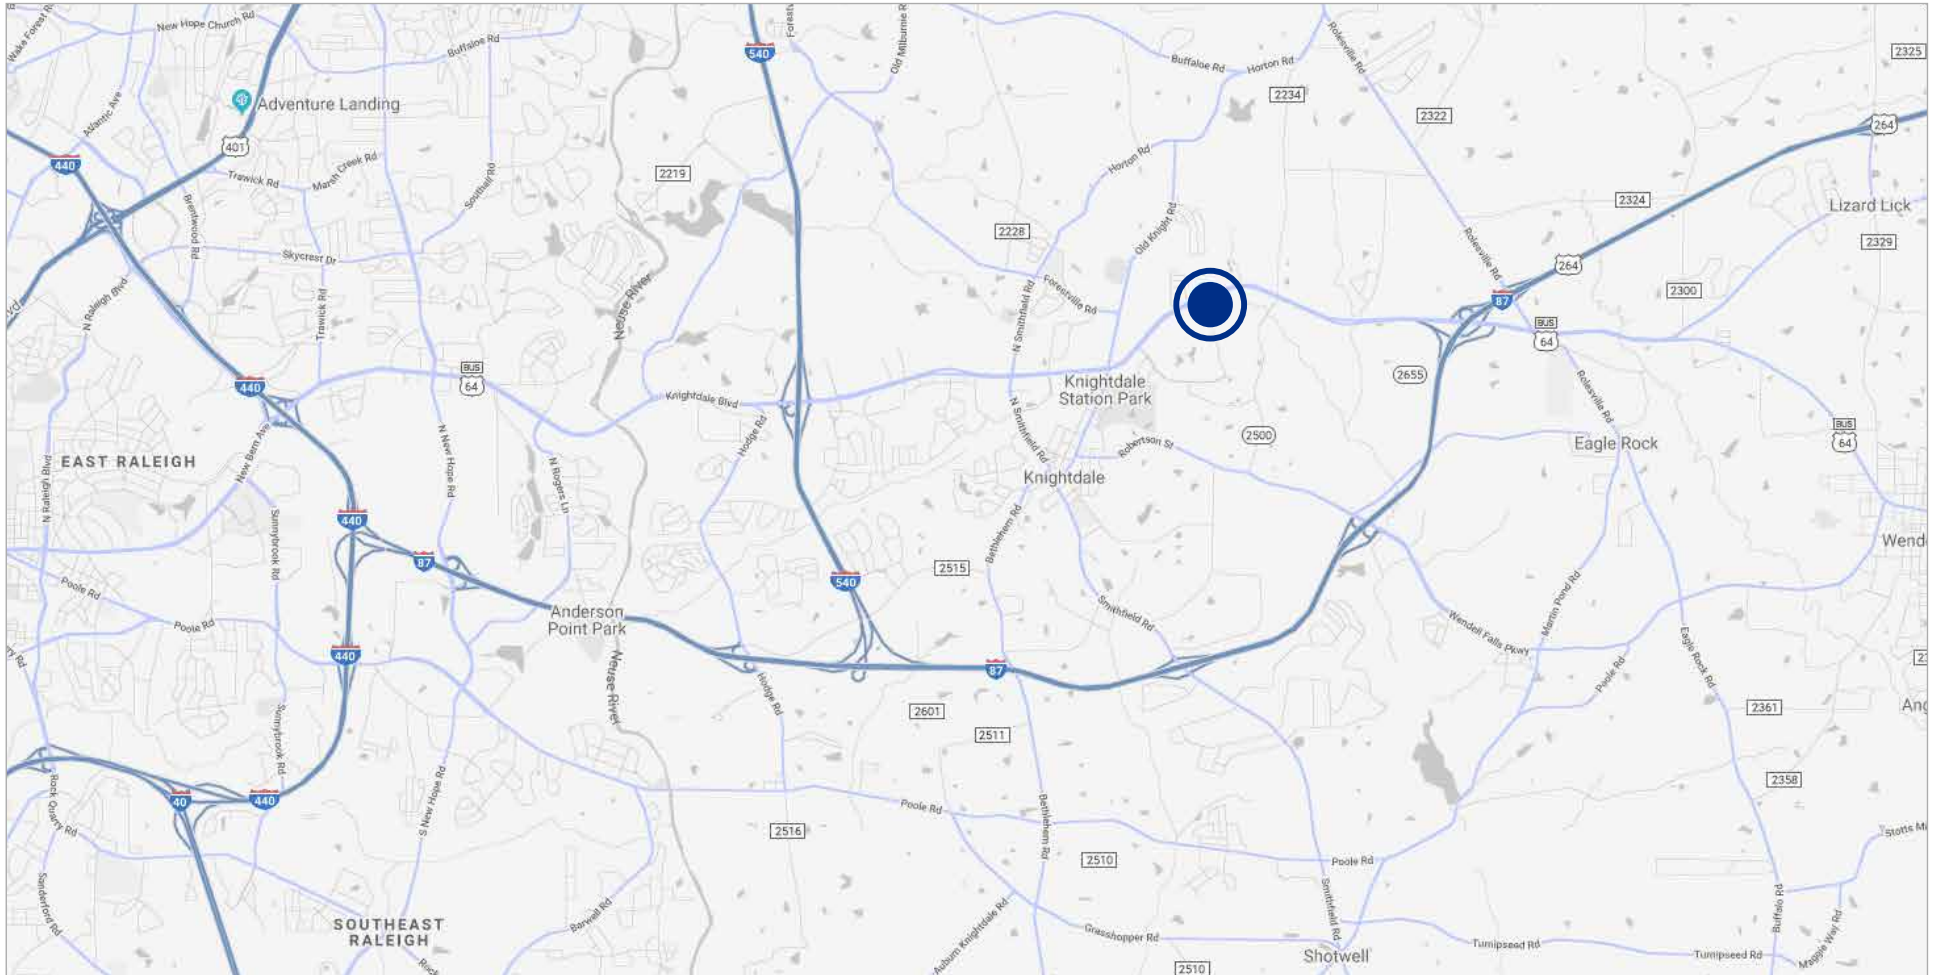 New Hope Church Rd
Buffaloe Rd
540
Buffaloe Rd
Horton Rd
Rolesville Rd
2325
Wake Forest
Atlantic Ave
Adventure Landing
401
2234
2322
264
440
Trawick Rd
Marsh Creek Rd
Southall Rd
2219
Horton Rd
Brentwood Rd
2324
Lizard Lick
2228
Old Knight Rd
Rolesville Rd
2329
Skycrest Dr
264
N Raleigh Blvd
Trawick Rd
Neuse River
N Smithfield Rd
Forestville Rd
2300
87
BUS
64
440
BUS
64
Knightdale Blvd
Knightdale
Station Park
2655
Rolesville Rd
Hodge Rd
N Smithfield Rd
Robertson St
2500
Eagle Rock
BUS
64
EAST RALEIGH
New Bern Ave
N New Hope Rd
N Rogers Ln
Knightdale
N Raleigh Blvd
440
Sunnybrook Rd
Bethlehem Rd
87
2515
540
Poole Rd
Poole Rd
Anderson
Point Park
Smithfield Rd
Wendell Falls Pkwy
Martin Pond Rd
440
Neuse River
87
Eagle Rock Rd
Poole Rd
Hodge Rd
2601
2511
2361
Sunnybrook Rd
40
440
Rock Quarry Rd
S New Hope Rd
2358
Poole Rd
Bethlehem Rd
2516
2510
Poole Rd
Sanderford Rd
Smithfield Rd
Buffalo Rd
SOUTHEAST
RALEIGH
Barwell Rd
Auburn Knightdale Rd
Grasshopper Rd
Shotwell
Turnipseed Rd
Turnipseed Rd
Maggie Way Rd
2510